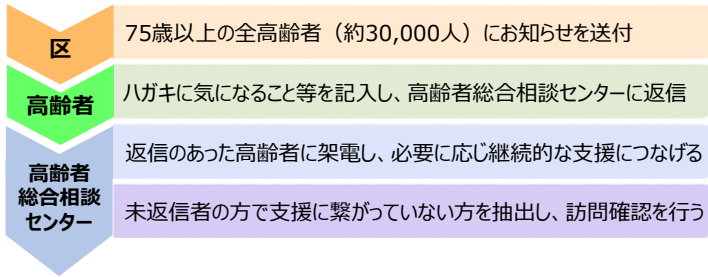 区
75歳以上の全高齢者（約30,000人）にお知らせを送付
高齢者
ハガキに気になること等を記入し、高齢者総合相談センターに返信
高齢者
総合相談
センター
返信のあった高齢者に架電し、必要に応じ継続的な支援につなげる
未返信者の方で支援に繋がっていない方を抽出し、訪問確認を行う